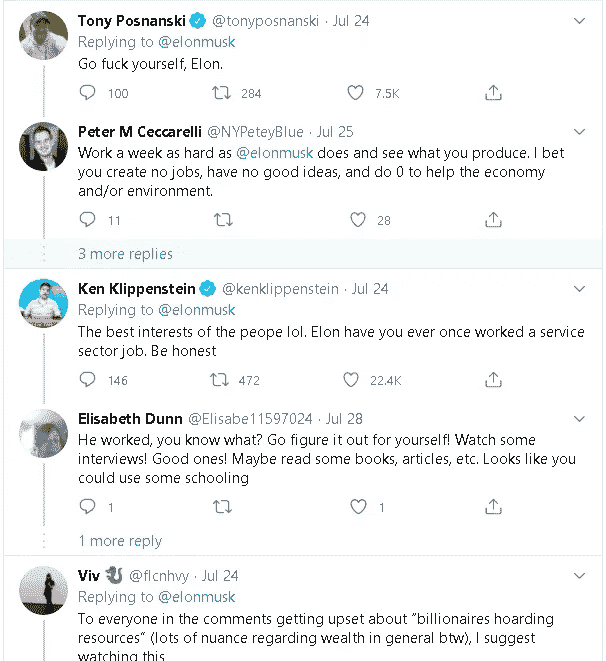 Tony Posnanski @tonyposnanski · Jul 24
Replying to @elonmusk
Go fuck yourself, Elon.
100 284 7.5K
Peter M Ceccarelli @NYPeteyBlue · Jul 25
Work a week as hard as @elonmusk does and see what you produce. I bet
you create no jobs, have no good ideas, and do 0 to help the economy
and/or environment.
11 28
3 more replies
Ken Klippenstein @kenklippenstein · Jul 24
Replying to @elonmusk
The best interests of the peope lol. Elon have you ever once worked a service
sector job. Be honest
146 472 22.4K
Elisabeth Dunn @Elisabe11597024 · Jul 28
He worked, you know what? Go figure it out for yourself! Watch some
interviews! Good ones! Maybe read some books, articles, etc. Looks like you
could use some schooling
1 1
1 more reply
Viv @flcnhvy · Jul 24
Replying to @elonmusk
To everyone in the comments getting upset about “billionaires hoarding
resources” (lots of nuance regarding wealth in general btw), I suggest
watching this